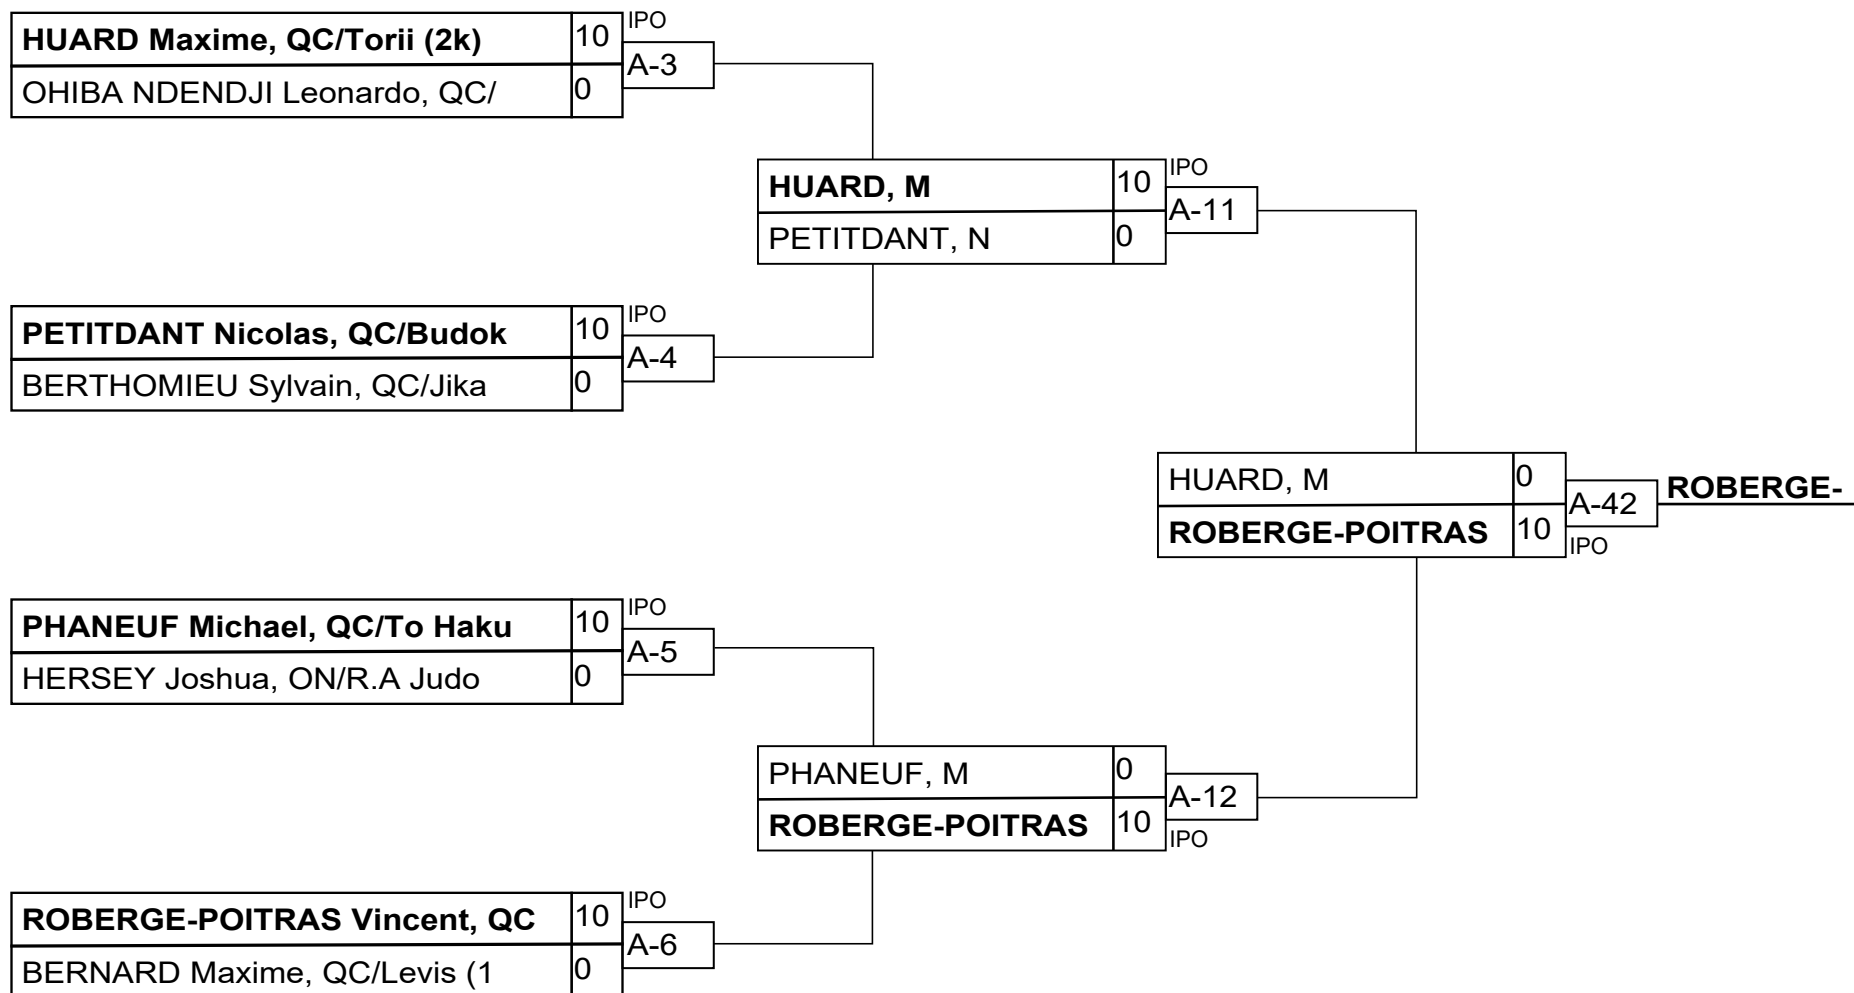 HUARD Maxime, QC/Torii (2k) 10 IPO
A-3
OHIBA NDENDJI Leonardo, QC/ 0
HUARD, M 10 IPO
A-11
PETITDANT, N 0
PETITDANT Nicolas, QC/Budok 10 IPO
A-4
BERTHOMIEU Sylvain, QC/Jika 0
HUARD, M 0
A-42 ROBERGE-
ROBERGE-POITRAS 10 IPO
PHANEUF Michael, QC/To Haku 10 IPO
A-5
HERSEY Joshua, ON/R.A Judo 0
PHANEUF, M 0
A-12
ROBERGE-POITRAS 10 IPO
ROBERGE-POITRAS Vincent, QC 10 IPO
A-6
BERNARD Maxime, QC/Levis (1 0